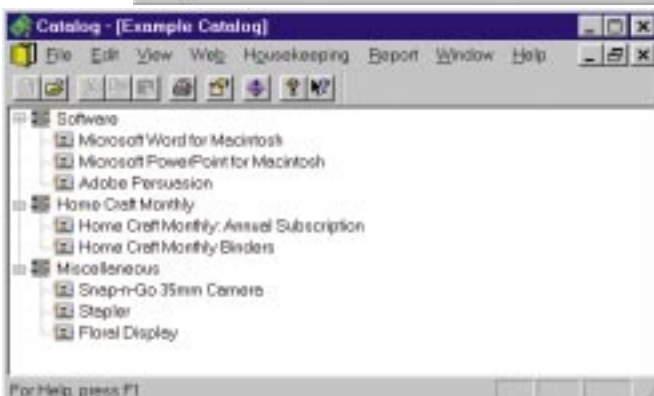 Catalog - [Example Catalog]
File Edit View Web Housekeeping Report Window Help
Software
Microsoft Word for Macintosh
Microsoft PowerPoint for Macintosh
Adobe Persuasion
Home Craft Monthly
Home Craft Monthly: Annual Subscription
Home Craft Monthly Binders
Miscellaneous
Snap-n-Go 35mm Camera
Stapler
Floral Display
For Help, press F1